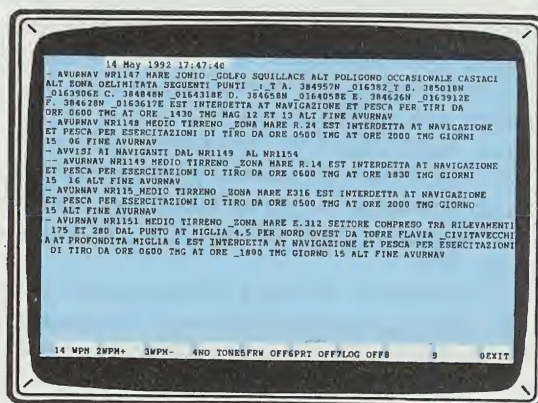 14 May 1992 17:47:40
- AVURNAV NR1147 MARE JONIO _GOLFO SQUILLACE ALT POLIGONO OCCASIONALE CASIACI
ALT ZONA DELMITATA SEGUENTI PUNTI _:_T A. 384957N _016382_T B. 385018N
_0163906E C. 384848N _0164318E D. 384658N _0164058E E. 384626N _0163912E
F. 384628N _0163617E EST INTERDETTA AT NAVIGAZIONE ET PESCA PER TIRI DA
ORE 0600 TMG AT ORE _1430 TMG MAG 12 ET 13 ALT FINE AVURNAV
- AVURNAV NR1148 MEDIO TIRRENO _ZONA MARE R.24 EST INTERDETTA AT NAVIGAZIONE
ET PESCA PER ESERCITAZIONI DI TIRO DA ORE 0500 TMG AT ORE 2000 TMG GIORNI
15  06 FINE AVURNAV
- AVVISI AI NAVIGANTI DAL NR1149  AL NR1154
-- AVURNAV NR1149 MEDIO TIRRENO _ZONA MARE R.14 EST INTERDETTA AT NAVIGAZIONE
ET PESCA PER ESERCITAZIONI DI TIRO DA ORE 0600 TMG AT ORE 1830 TMG GIORNI
15  16 ALT FINE AVURNAV
- AVURNAV NR115_MEDIO TIRRENO _ZONA MARE E316 EST INTERDETTA AT NAVIGAZIONE
ET PESCA PER ESERCITAZIONI DI TIRO DA ORE 0500 TMG AT ORE 2000 TMG GIORNO
15 ALT FINE AVURNAV
- AVURNAV NR1151 MEDIO TIRRENO _ZONA MARE E.312 SETTORE COMPRESO TRA RILEVAMENTI
175 ET 280 DAL PUNTO AT MIGLIA 4,5 PER NORD OVEST DA TOFRE FLAVIA _CIVITAVECCHI
A AT PROFONDITA MIGLIA 6 EST INTERDETTA AT NAVIGAZIONE ET PESCA PER ESERCITAZIONI
DI TIRO DA ORE 0600 TMG AT ORE _1800 TMG GIORNO 15 ALT FINE AVURNAV
14 WPM 2WPM+   3WPM-   4NO TONE5FRW OFF6PRT OFF7LOG OFF8   9   0EXIT